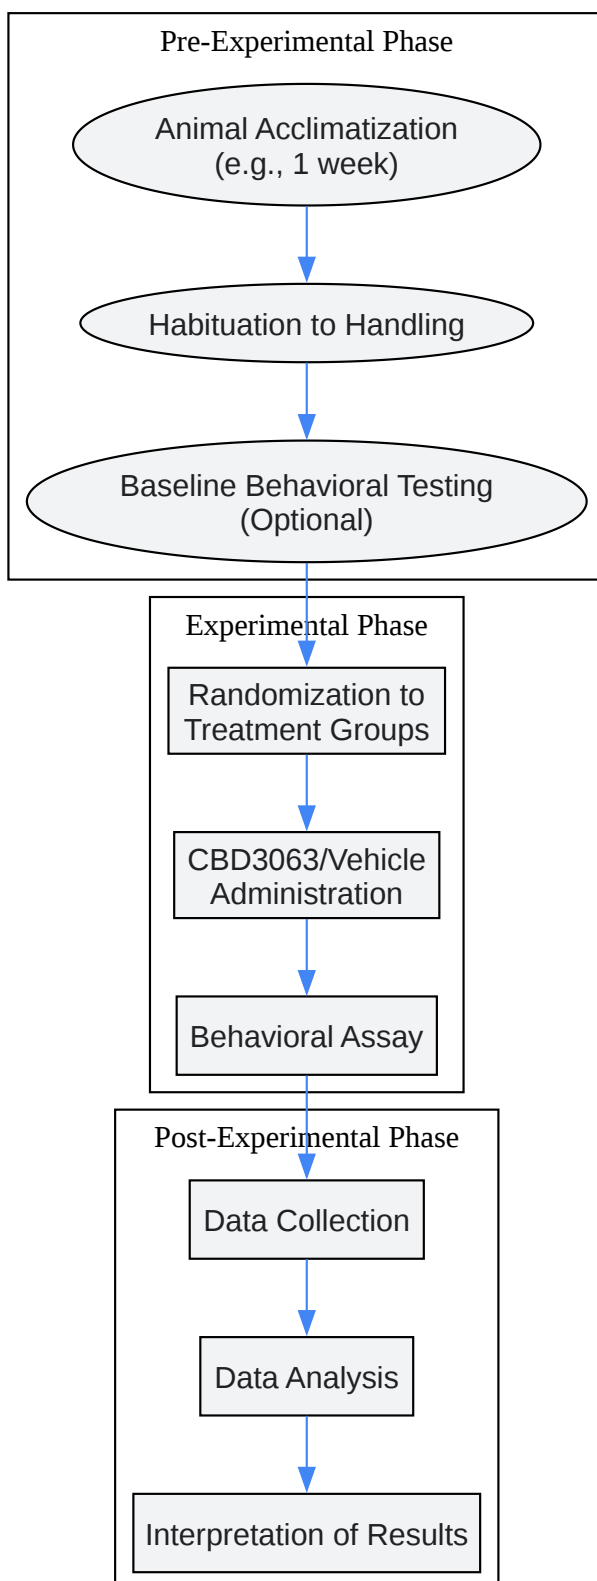 Pre-Experimental Phase
Animal Acclimatization
(e.g., 1 week)
Habituation to Handling
Baseline Behavioral Testing
(Optional)
Experimental Phase
Randomization to
Treatment Groups
CBD3063/Vehicle
Administration
Behavioral Assay
Post-Experimental Phase
Data Collection
Data Analysis
Interpretation of Results